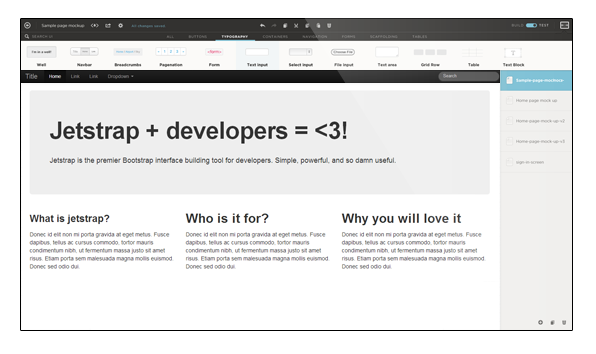 Sample page mockup
All changes saved
BUILD TEST
SEARCH UI
ALL BUTTONS TYPOGRAPHY CONTAINERS NAVIGATION FORMS SCAFFOLDING TABLES
I'm in a well!
Choose File
Well Navbar Breadcrumbs Pagenation Form Text input Select input File input Text area Grid Row Table Text Block
Title Home Link Link Dropdown Search
Sample-page-mockup
Home page mock up
Home-page-mock-up-v2
Home-page-mock-up-v3
sign in screen
Jetstrap + developers = <3!
Jetstrap is the premier Bootstrap interface building tool for developers. Simple, powerful, and so damn useful.
What is jetstrap?
Donec id elit non mi porta gravida at eget metus. Fusce
dapibus, tellus ac cursus commodo, tortor mauris
condimentum nibh, ut fermentum massa justo sit amet
risus. Etiam porta sem malesuada magna mollis euismod.
Donec sed odio dui.
Who is it for?
Donec id elit non mi porta gravida at eget metus. Fusce
dapibus, tellus ac cursus commodo, tortor mauris
condimentum nibh, ut fermentum massa justo sit amet
risus. Etiam porta sem malesuada magna mollis euismod.
Donec sed odio dui.
Why you will love it
Donec id elit non mi porta gravida at eget metus. Fusce
dapibus, tellus ac cursus commodo, tortor mauris
condimentum nibh, ut fermentum massa justo sit amet
risus. Etiam porta sem malesuada magna mollis euismod.
Donec sed odio dui.